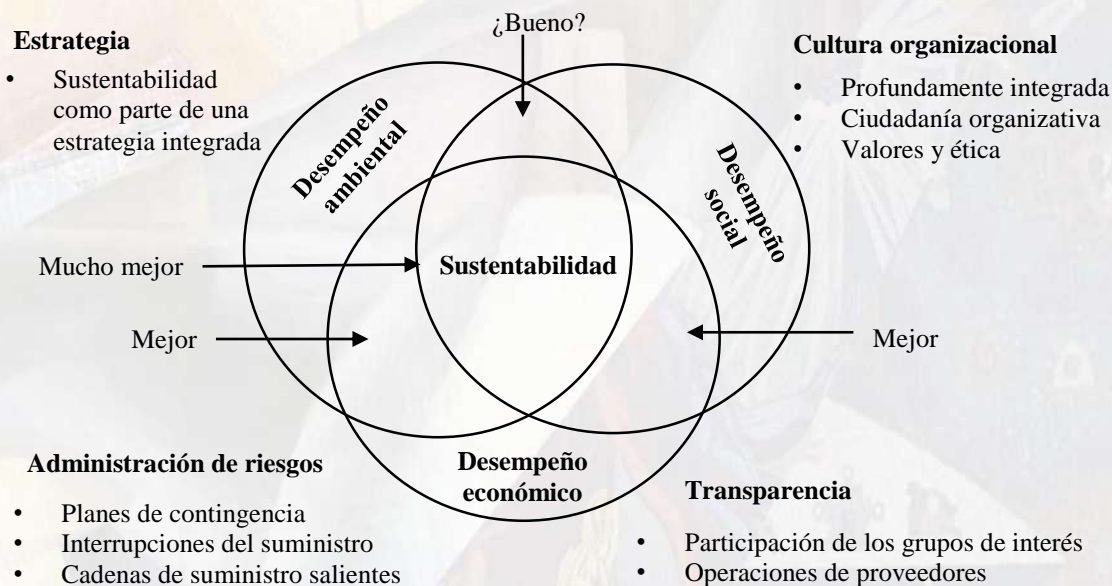 ¿Bueno?
Estrategia
• Sustentabilidad
como parte de una
estrategia integrada
Cultura organizacional
• Profundamente integrada
• Ciudadanía organizativa
• Valores y ética
Desempeño
ambiental
Desempeño
social
Mucho mejor
Sustentabilidad
Mejor
Mejor
Desempeño
económico
Administración de riesgos
• Planes de contingencia
• Interrupciones del suministro
• Cadenas de suministro salientes
Transparencia
• Participación de los grupos de interés
• Operaciones de proveedores